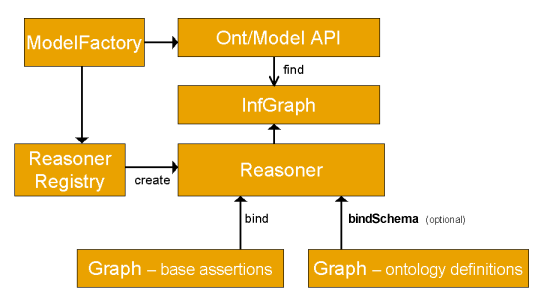 ModelFactory
Ont/Model API
find
InfGraph
Reasoner
Registry
create
Reasoner
bind
bindSchema (optional)
Graph – base assertions
Graph – ontology definitions